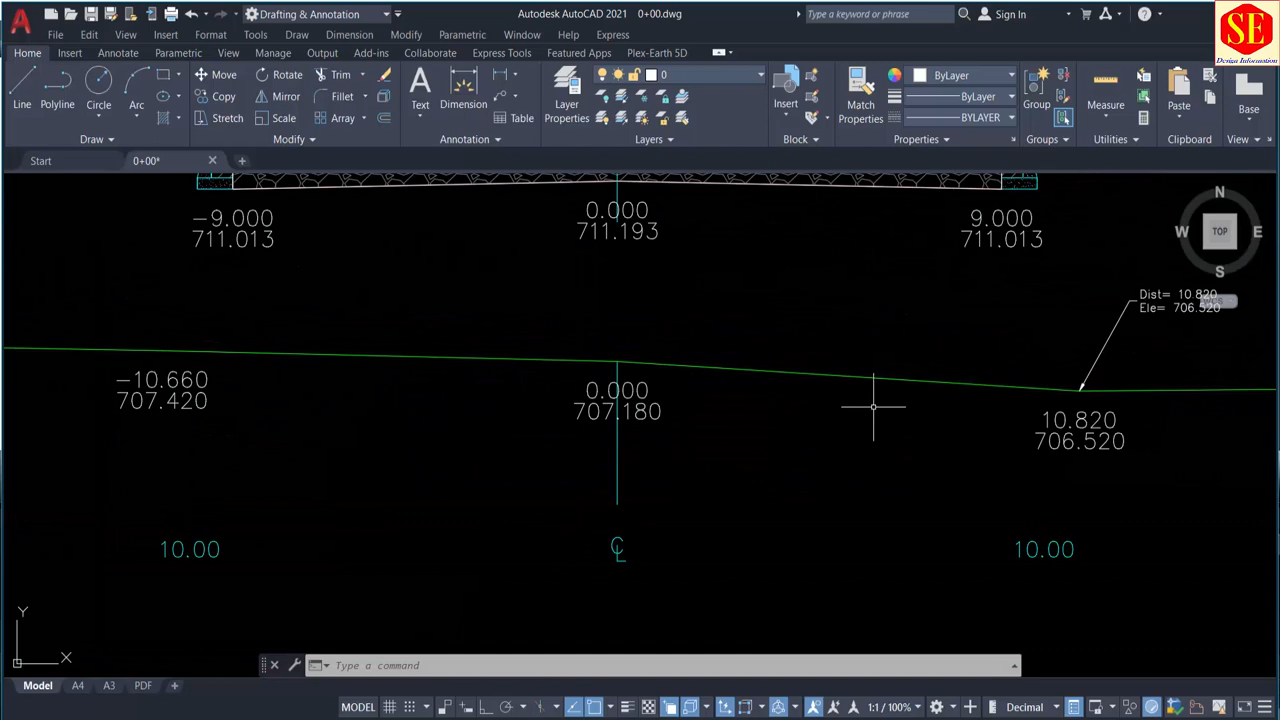 Autodesk AutoCAD 2021 0+00.dwg
Drafting & Annotation
Type a keyword or phrase
Sign In
SE
Design Information
File Edit View Insert Format Tools Draw Dimension Modify Parametric Window Help Express
Home Insert Annotate Parametric View Manage Output Add-ins Collaborate Express Tools Featured Apps Plex-Earth 5D
Line Polyline Circle Arc
Move Rotate Trim
Copy Mirror Fillet
Stretch Scale Array
Text Dimension Table
Layer Properties
0
Insert
Match Properties
ByLayer
ByLayer
BYLAYER
Group
Measure
Paste
Base
Draw Modify Annotation Layers Block Properties Groups Utilities Clipboard View
Start 0+00*
-9.000
711.013
0.000
711.193
9.000
711.013
N
W TOP E
S
Dist= 10.820
Ele= 706.520
-10.660
707.420
0.000
707.180
10.820
706.520
10.00
CL
10.00
Y
X
Type a command
Model A4 A3 PDF
MODEL
1:1 / 100%
Decimal